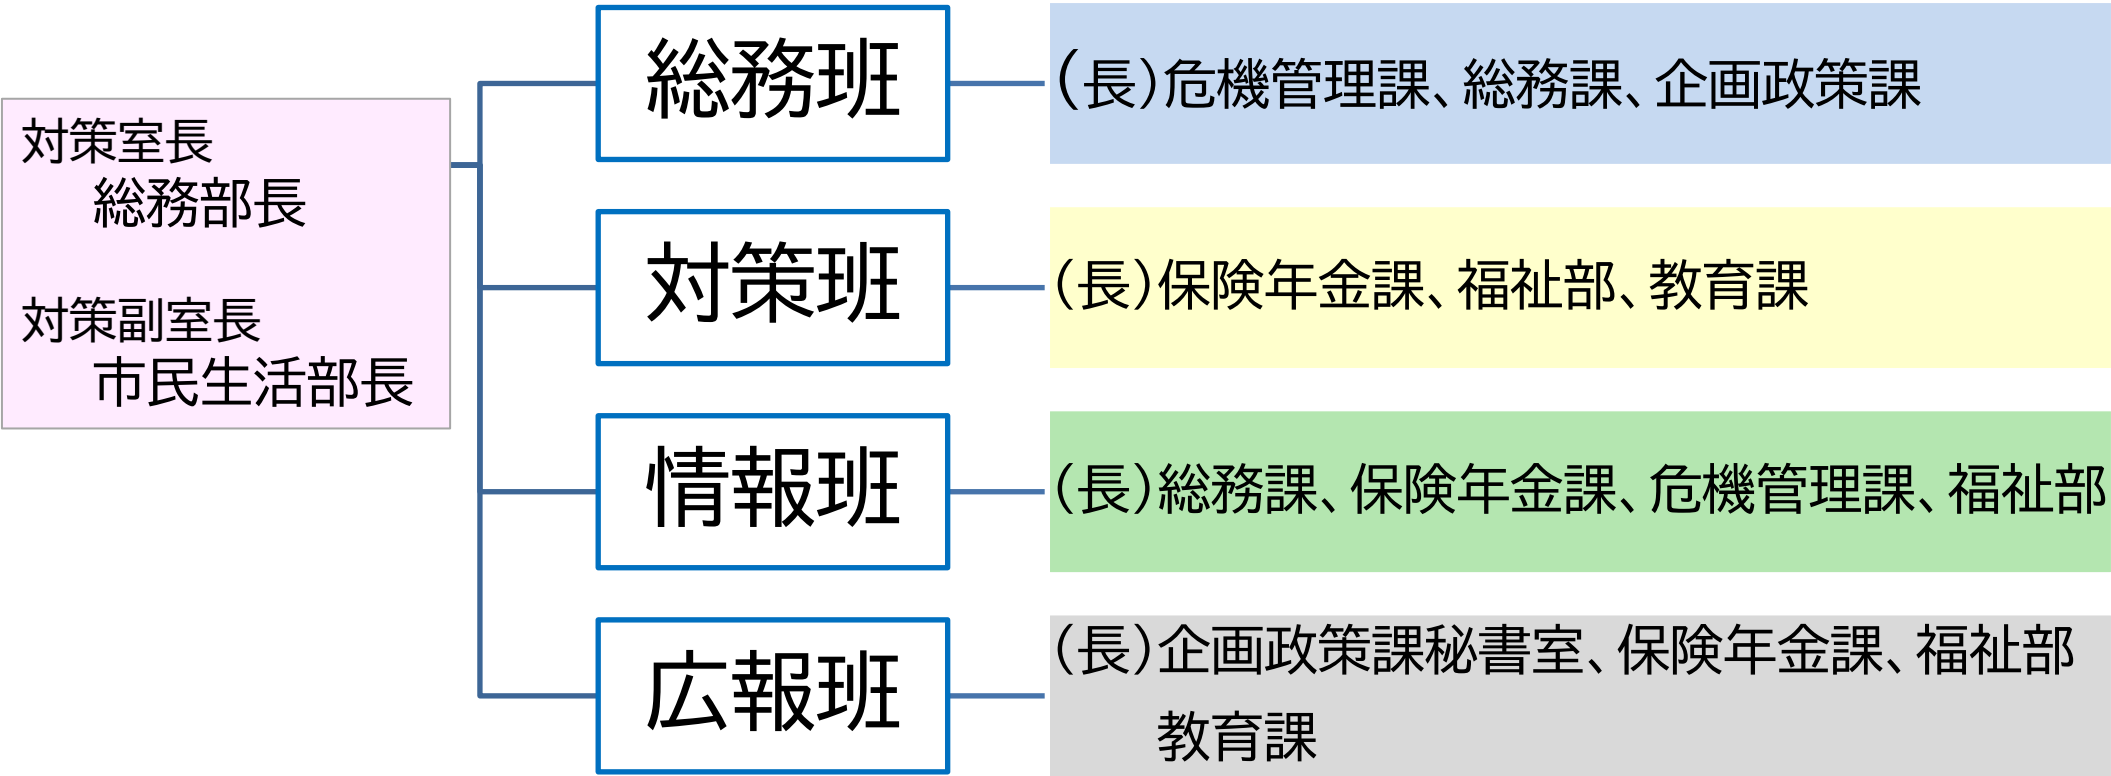 対策室長
総務部長
対策副室長
市民生活部長
総務班
(長)危機管理課、総務課、企画政策課
対策班
(長)保険年金課、福祉部、教育課
情報班
(長)総務課、保険年金課、危機管理課、福祉部
広報班
(長)企画政策課秘書室、保険年金課、福祉部
教育課